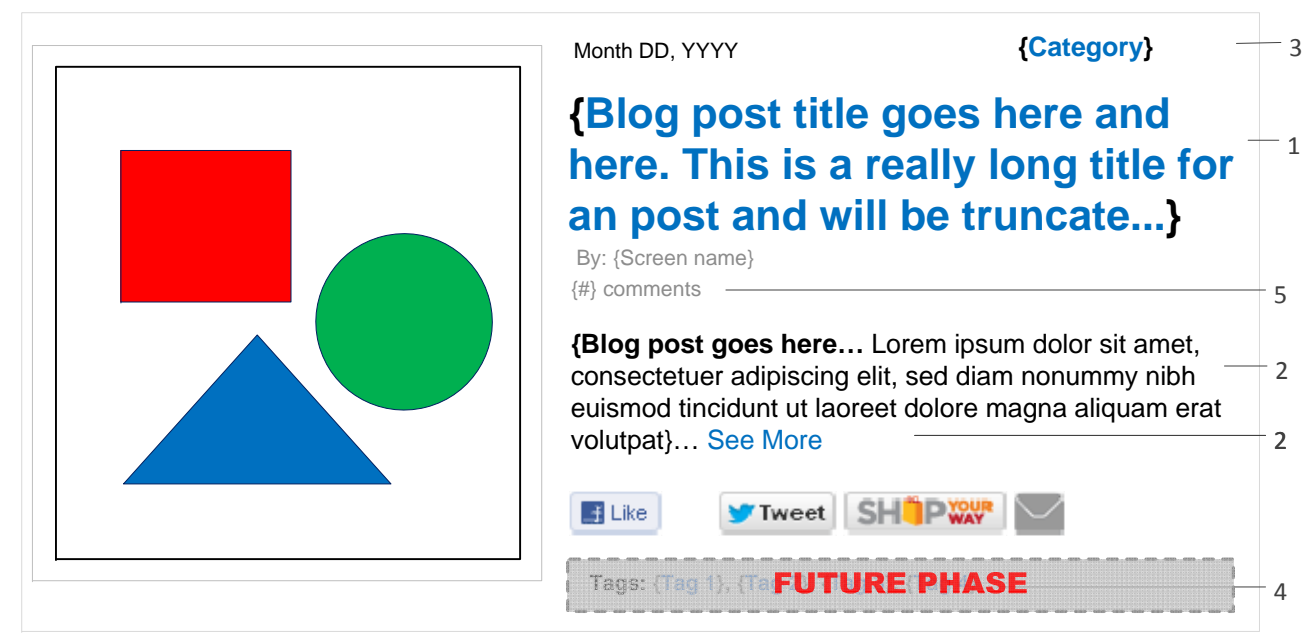 Month DD, YYYY {Category} 3
{Blog post title goes here and
here. This is a really long title for
an post and will be truncate...} 1
By: {Screen name}
{#} comments 5
{Blog post goes here… Lorem ipsum dolor sit amet,
consectetuer adipiscing elit, sed diam nonummy nibh 2
euismod tincidunt ut laoreet dolore magna aliquam erat
volutpat}… See More 2
Like Tweet SHOP YOUR WAY
Tags: {Tag 1}, FUTURE PHASE 4